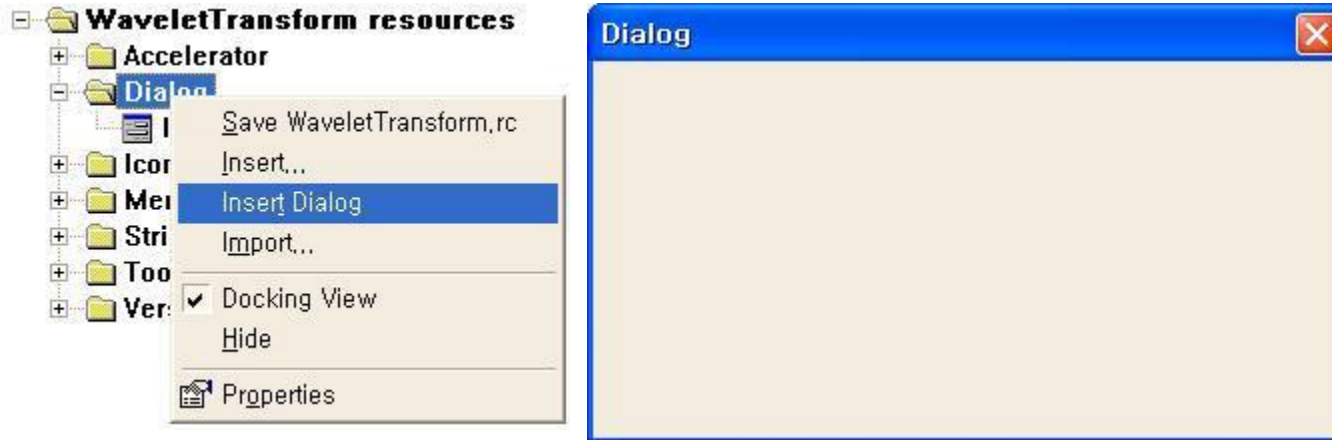 WaveletTransform resources
Accelerator
Dialog
Save WaveletTransform.rc
Insert...
Insert Dialog
Import...
Docking View
Hide
Properties
Dialog